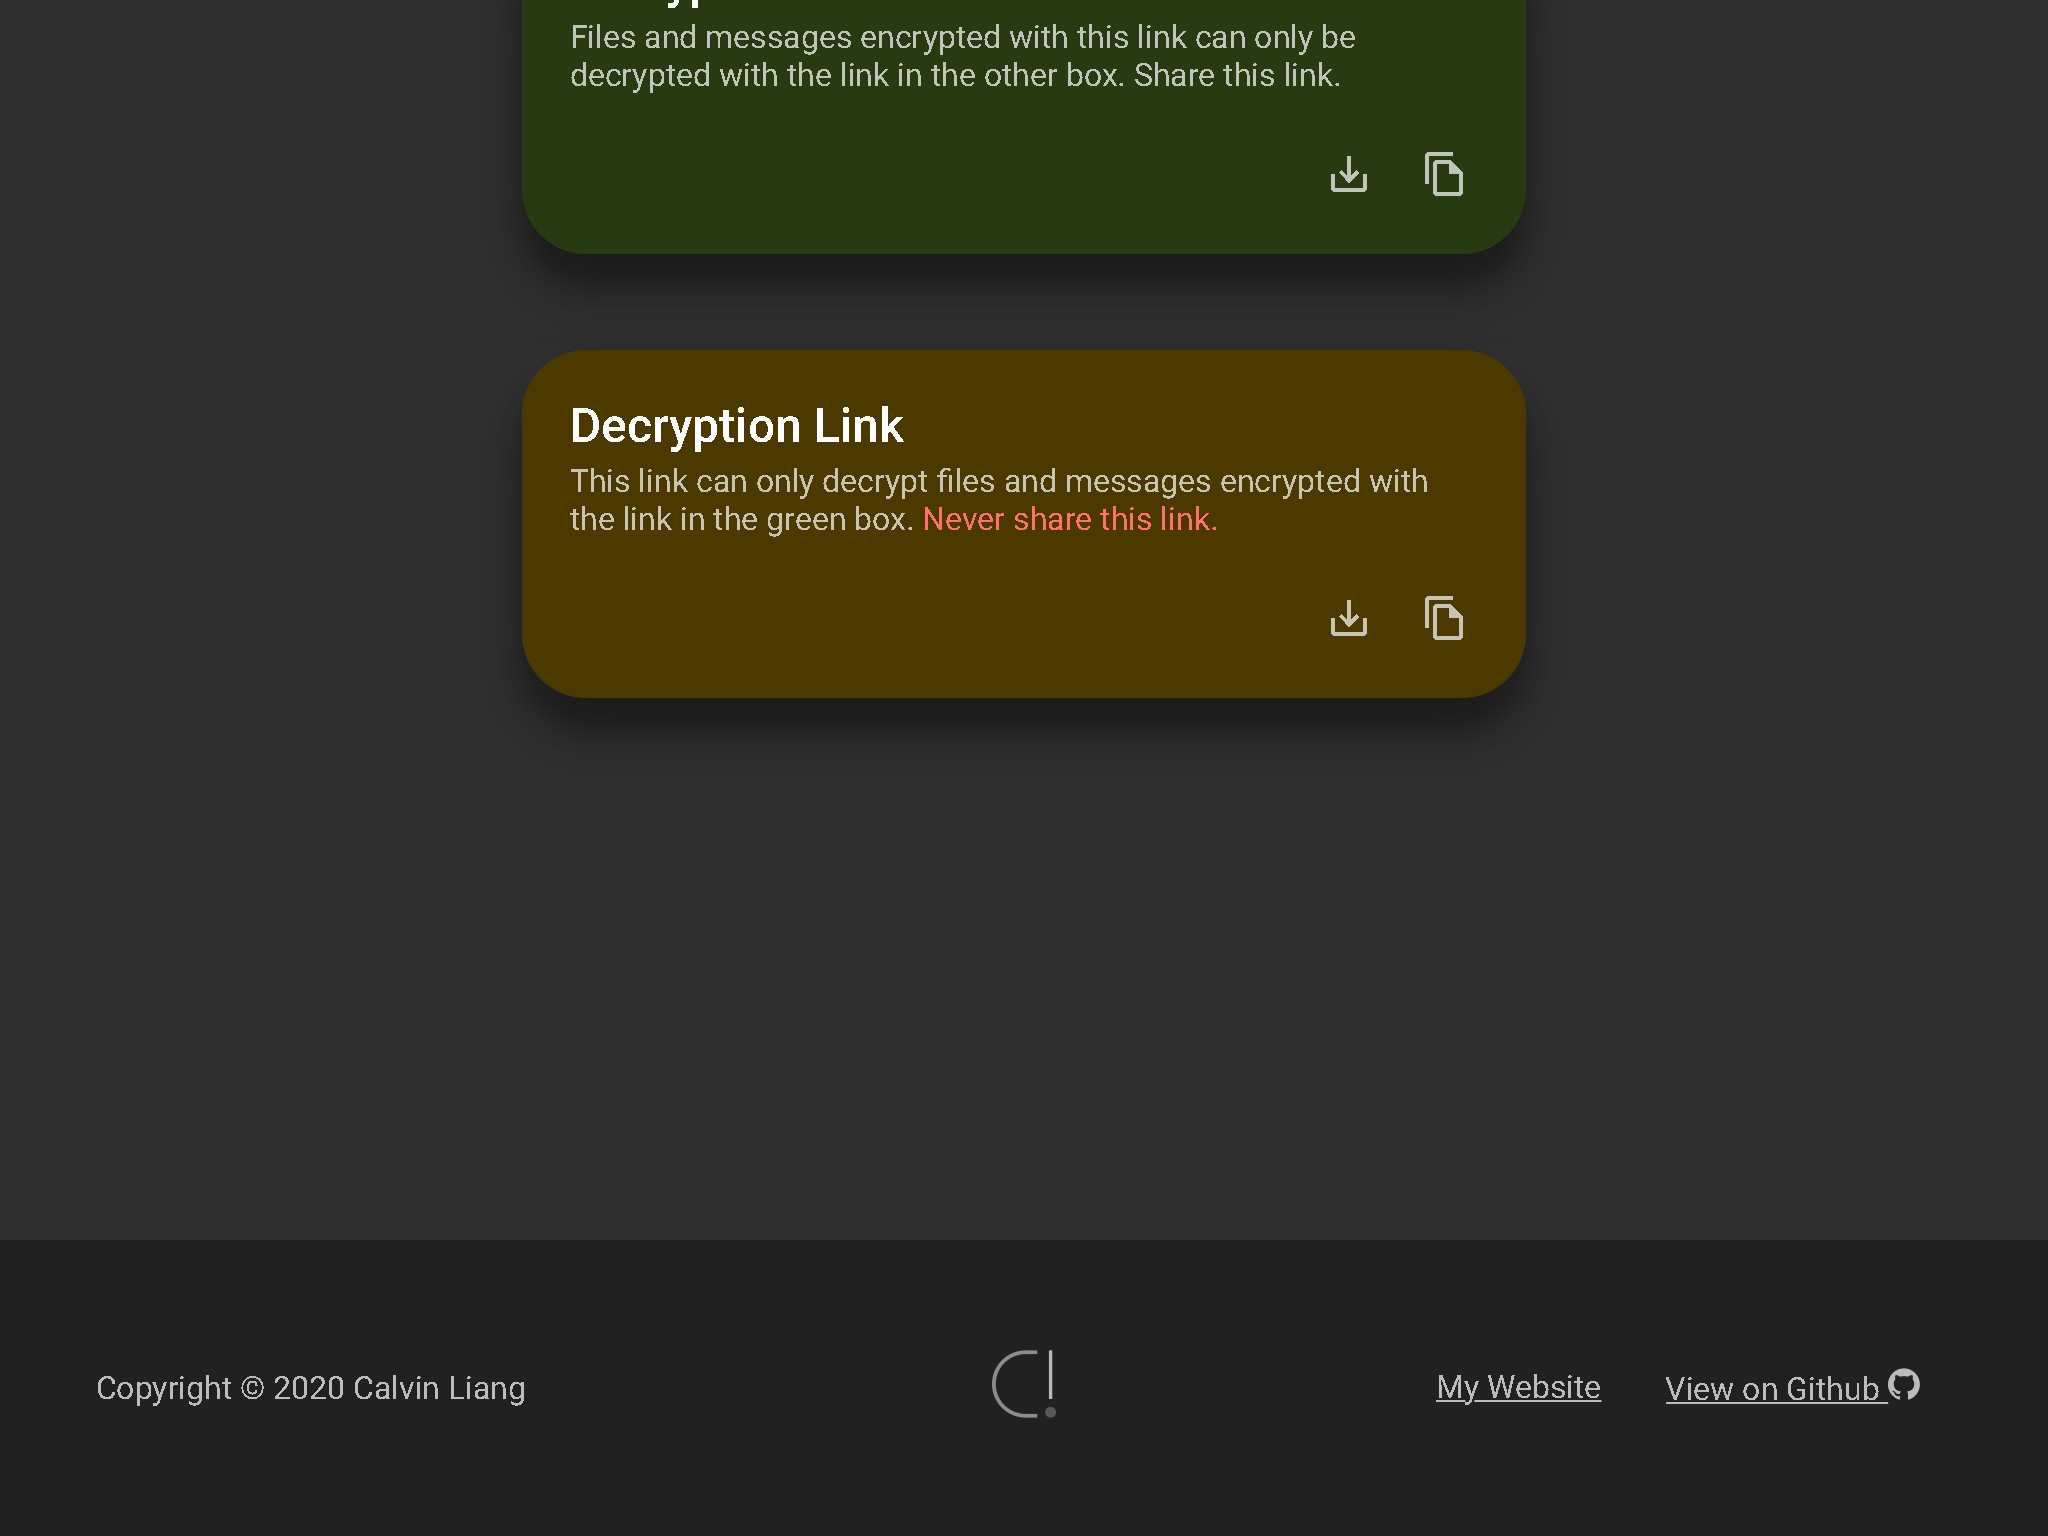 Files and messages encrypted with this link can only be
decrypted with the link in the other box. Share this link.
Decryption Link
This link can only decrypt files and messages encrypted with
the link in the green box. Never share this link.
Copyright © 2020 Calvin Liang
My Website
View on Github